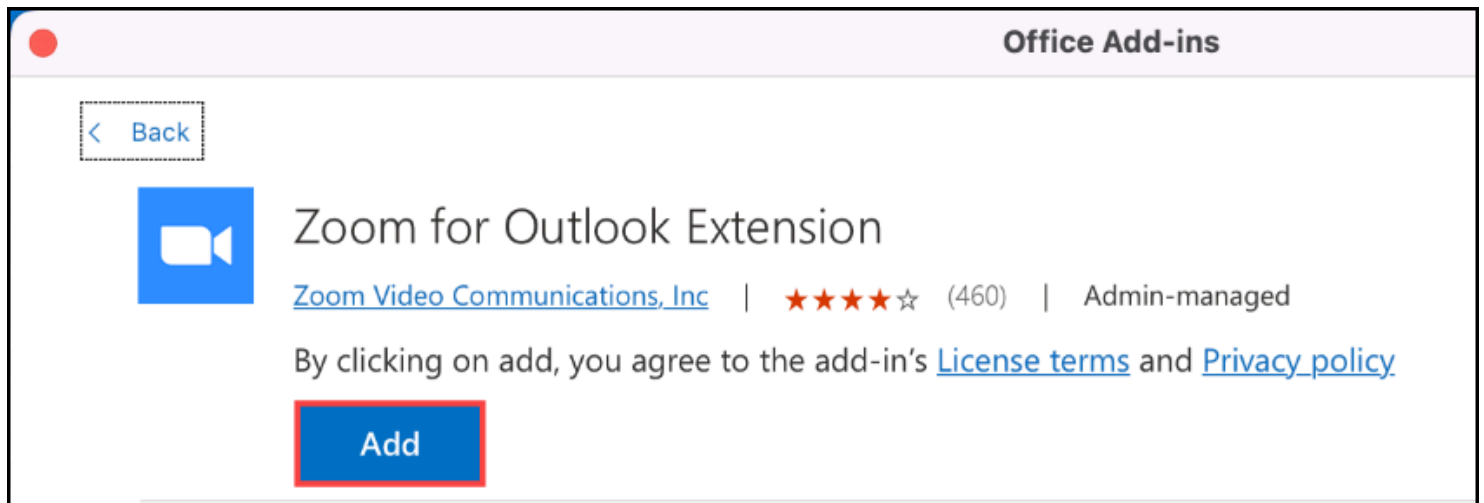 Office Add-ins
Back
Zoom for Outlook Extension
Zoom Video Communications, Inc | (460) | Admin-managed
By clicking on add, you agree to the add-in's License terms and Privacy policy
Add